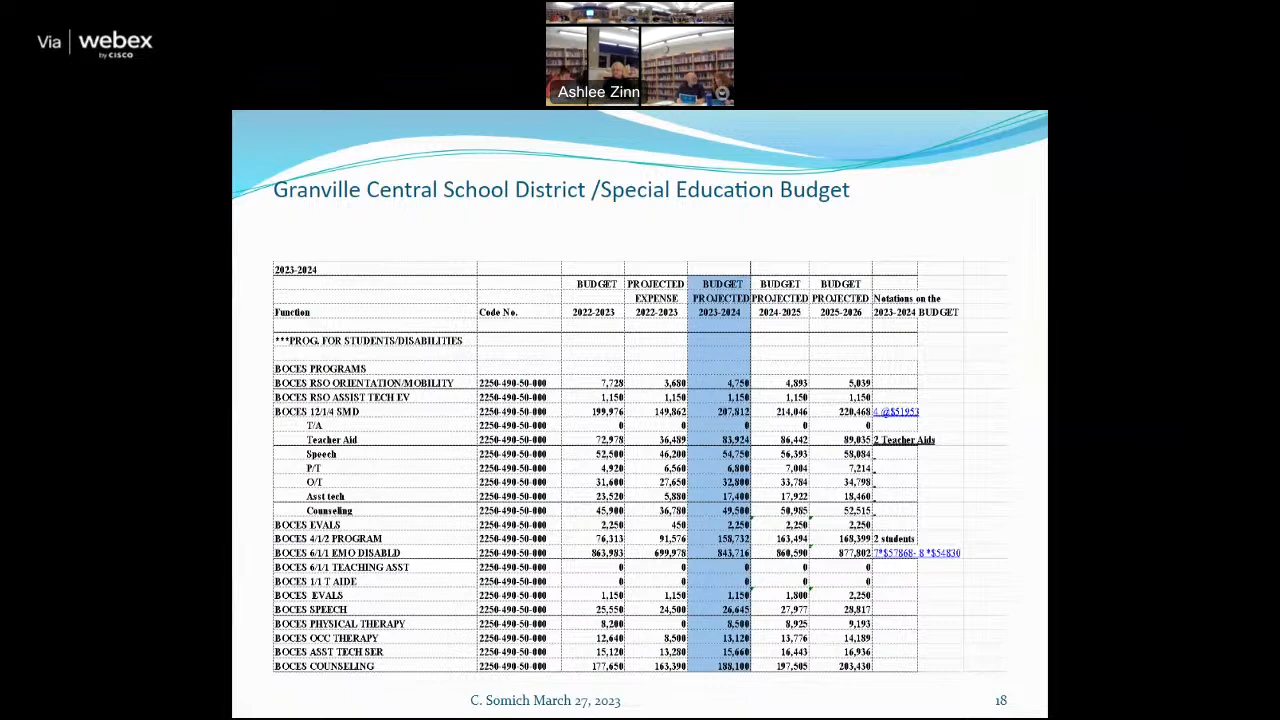 Via webex
by CISCO
Ashlee Zinn
Granville Central School District /Special Education Budget
2023-2024
BUDGET PROJECTED BUDGET BUDGET BUDGET
EXPENSE PROJECTED PROJECTED PROJECTED Notations on the
Function Code No. 2022-2023 2022-2023 2023-2024 2024-2025 2025-2026 2023-2024 BUDGET
***PROG. FOR STUDENTS/DISABILITIES
BOCES PROGRAMS
BOCES RSO ORIENTATION/MOBILITY 2250-490-50-000 7,728 3,680 4,750 4,893 5,039
BOCES RSO ASSIST TECH EV 2250-490-50-000 1,150 1,150 1,150 1,150 1,150
BOCES 12/1/4 SMD 2250-490-50-000 199,976 149,862 207,812 214,046 220,468 4 @$51953
T/A 2250-490-50-000 0 0 0 0 0
Teacher Aid 2250-490-50-000 72,978 36,489 83,924 86,442 89,035 2 Teacher Aids
Speech 2250-490-50-000 52,500 46,200 54,750 56,393 58,084
P/T 2250-490-50-000 4,920 6,560 6,800 7,004 7,214
O/T 2250-490-50-000 31,600 27,650 32,800 33,784 34,798
Asst tech 2250-490-50-000 23,520 5,880 17,400 17,922 18,460
Counseling 2250-490-50-000 45,900 36,780 49,500 50,985 52,515
BOCES EVALS 2250-490-50-000 2,250 450 2,250 2,250 2,250
BOCES 4/1/2 PROGRAM 2250-490-50-000 76,313 91,576 158,732 163,494 168,399 2 students
BOCES 6/1/1 EMO DISABLD 2250-490-50-000 863,983 699,978 843,716 860,590 877,802 7*$57868- 8 *$54830
BOCES 6/1/1 TEACHING ASST 2250-490-50-000 0 0 0 0 0
BOCES 1/1 T AIDE 2250-490-50-000 0 0 0 0 0
BOCES EVALS 2250-490-50-000 1,150 1,150 1,150 1,800 2,250
BOCES SPEECH 2250-490-50-000 25,550 24,500 26,645 27,977 28,817
BOCES PHYSICAL THERAPY 2250-490-50-000 8,200 0 8,500 8,925 9,193
BOCES OCC THERAPY 2250-490-50-000 12,640 8,500 13,120 13,776 14,189
BOCES ASST TECH SER 2250-490-50-000 15,120 13,280 15,660 16,443 16,936
BOCES COUNSELING 2250-490-50-000 177,650 163,390 188,100 197,505 203,430
C. Somich March 27, 2023 18